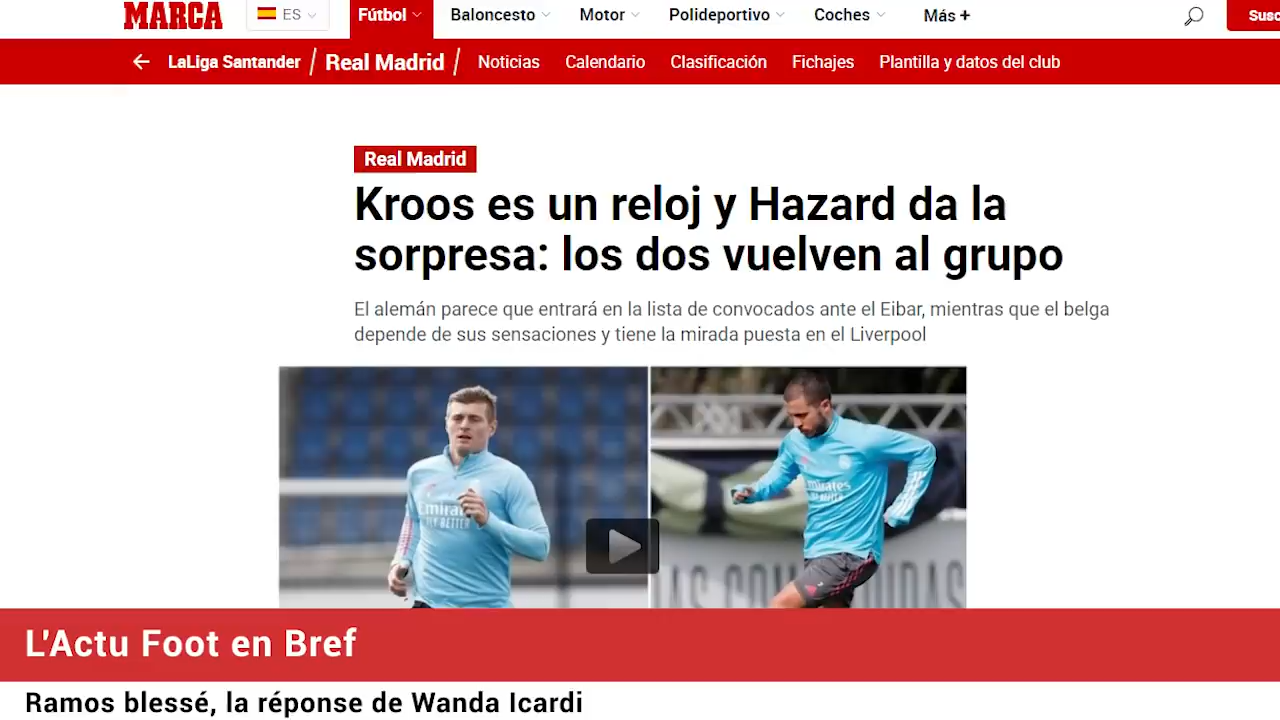 MARCA
ES
Fútbol
Baloncesto
Motor
Polideportivo
Coches
Más +
Susc
LaLiga Santander
Real Madrid
Noticias
Calendario
Clasificación
Fichajes
Plantilla y datos del club
Real Madrid
Kroos es un reloj y Hazard da la
sorpresa: los dos vuelven al grupo
El alemán parece que entrará en la lista de convocados ante el Eibar, mientras que el belga
depende de sus sensaciones y tiene la mirada puesta en el Liverpool
Emirates
FLY BETTER
L'Actu Foot en Bref
Ramos blessé, la réponse de Wanda Icardi